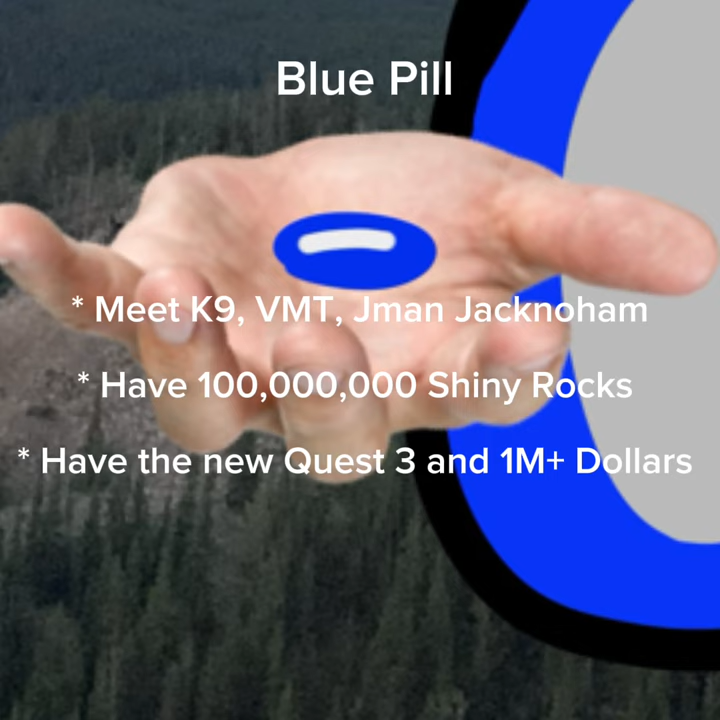 Blue Pill
* Meet K9, VMT, Jman Jacknoham
* Have 100,000,000 Shiny Rocks
* Have the new Quest 3 and 1M+ Dollars